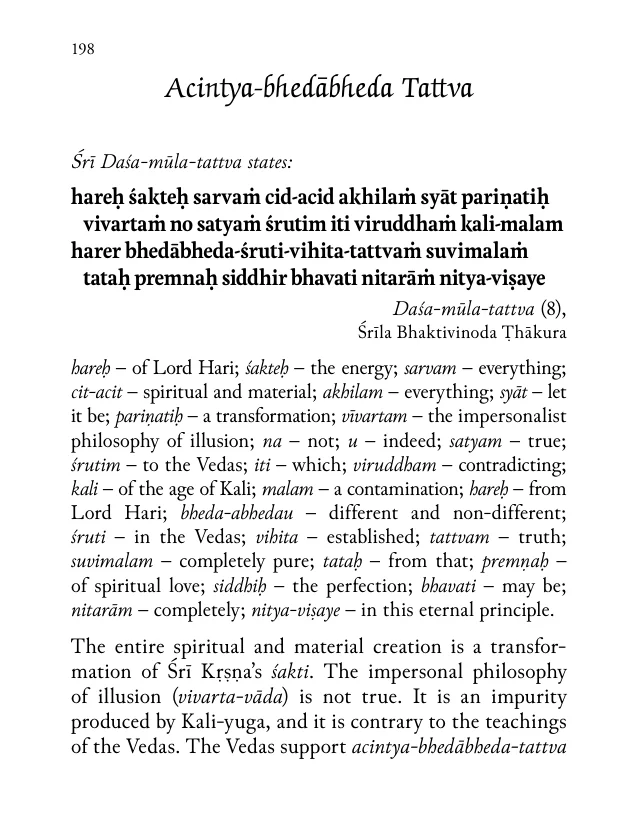 198
Acintya-bhedābheda Tattva
Śrī Daśa-mūla-tattva states:
hareḥ śakteḥ sarvaṁ cid-acid akhilaṁ syāt pariṇatiḥ
vivartaṁ no satyaṁ śrutim iti viruddhaṁ kali-malam
harer bhedābheda-śruti-vihita-tattvaṁ suvimalaṁ
tataḥ premnaḥ siddhir bhavati nitarāṁ nitya-viṣaye
Daśa-mūla-tattva (8),
Śrīla Bhaktivinoda Ṭhākura
hareḥ – of Lord Hari; śakteḥ – the energy; sarvam – everything;
cit-acit – spiritual and material; akhilam – everything; syāt – let
it be; pariṇatiḥ – a transformation; vīvartam – the impersonalist
philosophy of illusion; na – not; u – indeed; satyam – true;
śrutim – to the Vedas; iti – which; viruddham – contradicting;
kali – of the age of Kali; malam – a contamination; hareḥ – from
Lord Hari; bheda-abhedau – different and non-different;
śruti – in the Vedas; vihita – established; tattvam – truth;
suvimalam – completely pure; tataḥ – from that; premṇaḥ –
of spiritual love; siddhiḥ – the perfection; bhavati – may be;
nitarām – completely; nitya-viṣaye – in this eternal principle.
The entire spiritual and material creation is a transfor-
mation of Śrī Kṛṣṇa’s śakti. The impersonal philosophy
of illusion (vivarta-vāda) is not true. It is an impurity
produced by Kali-yuga, and it is contrary to the teachings
of the Vedas. The Vedas support acintya-bhedābheda-tattva